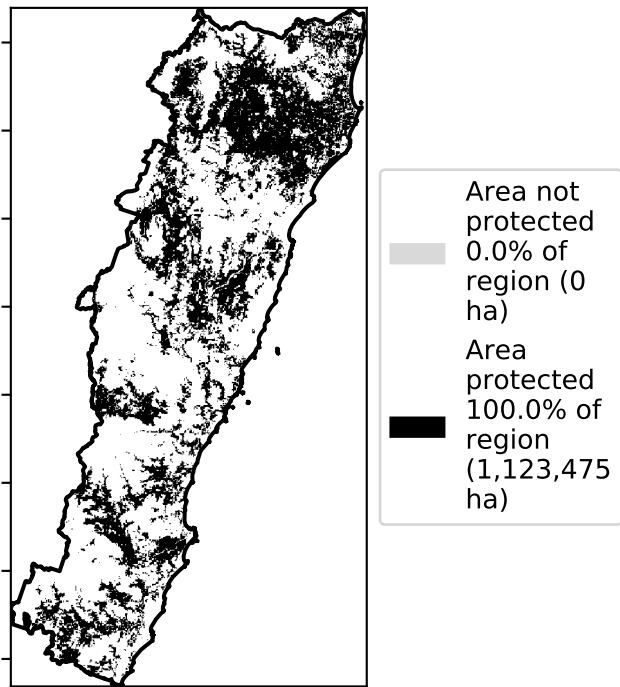 Area not
protected
0.0% of
region (0
ha)
Area
protected
100.0% of
region
(1,123,475
ha)